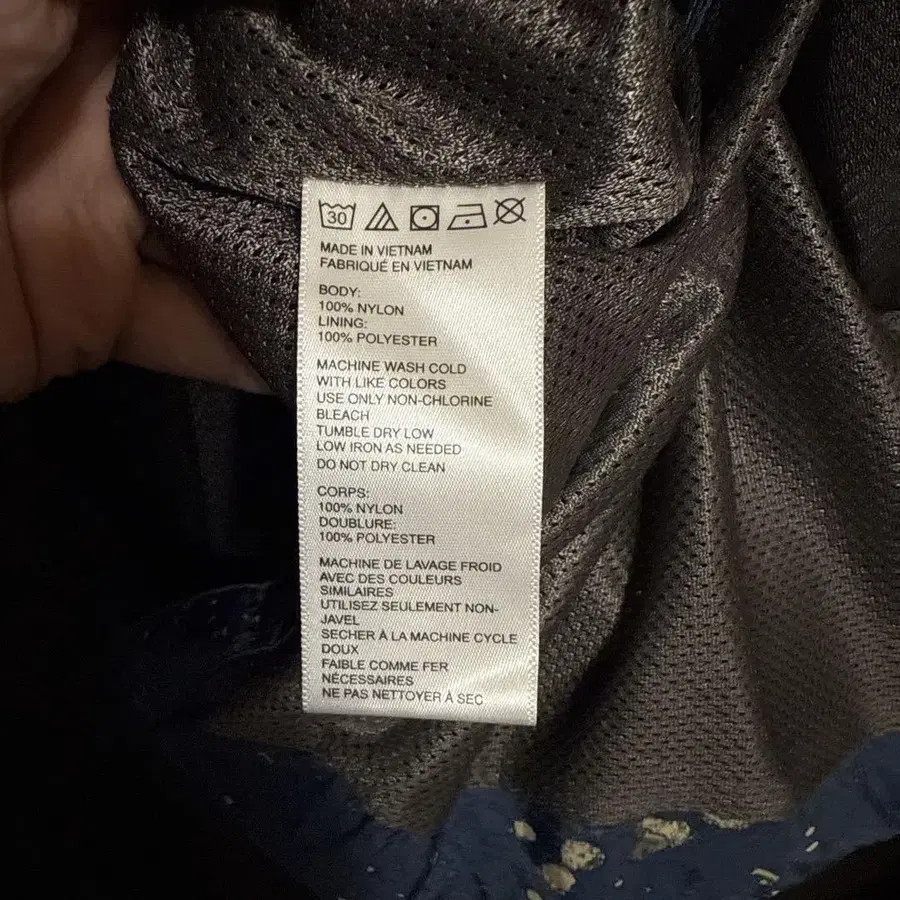 30
MADE IN VIETNAM
FABRIQUÉ EN VIETNAM
BODY:
100% NYLON
LINING:
100% POLYESTER
MACHINE WASH COLD
WITH LIKE COLORS
USE ONLY NON-CHLORINE
BLEACH
TUMBLE DRY LOW
LOW IRON AS NEEDED
DO NOT DRY CLEAN
CORPS:
100% NYLON
DOUBLURE:
100% POLYESTER
MACHINE DE LAVAGE FROID
AVEC DES COULEURS
SIMILAIRES
UTILISEZ SEULEMENT NON-
JAVEL
SECHER À LA MACHINE CYCLE
DOUX
FAIBLE COMME FER
NÉCESSAIRES
NE PAS NETTOYER À SEC